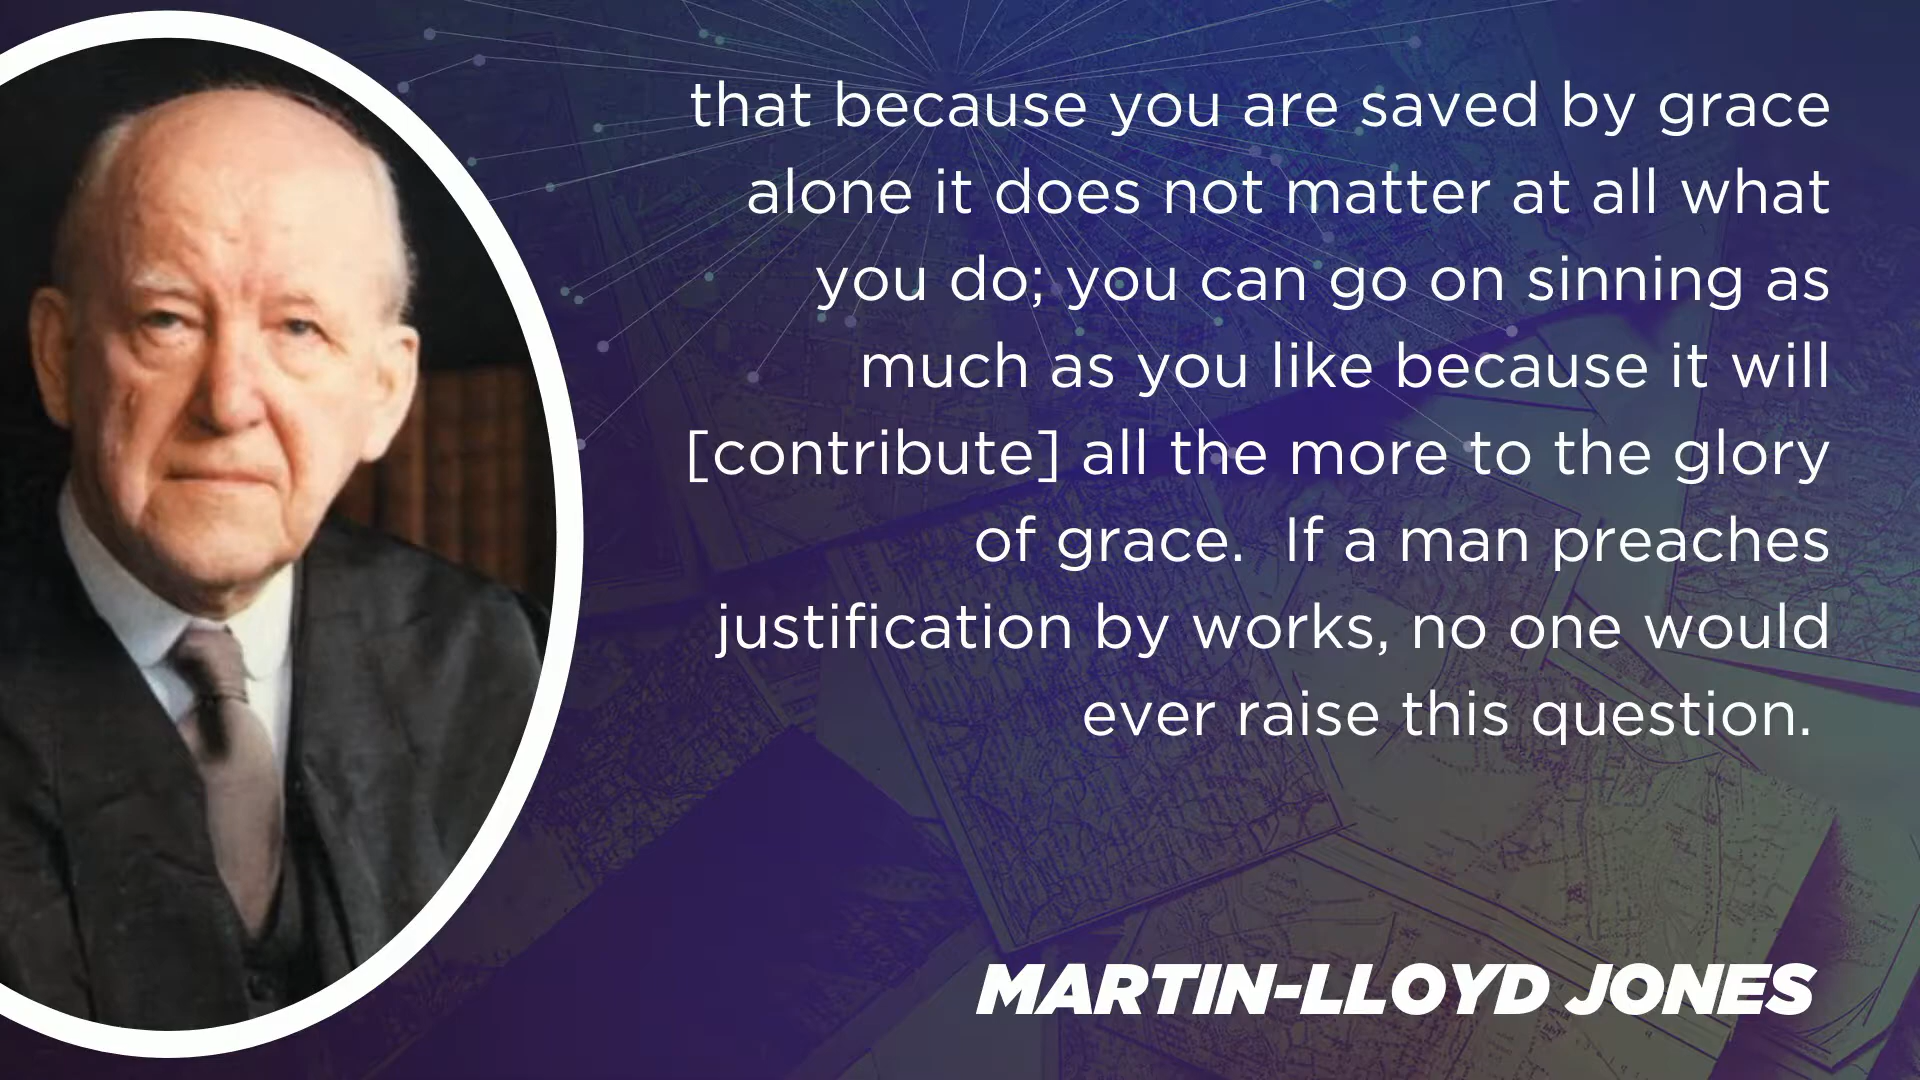 that because you are saved by grace
alone it does not matter at all what
you do; you can go on sinning as
much as you like because it will
[contribute] all the more to the glory
of grace.  If a man preaches
justification by works, no one would
ever raise this question.
MARTIN-LLOYD JONES